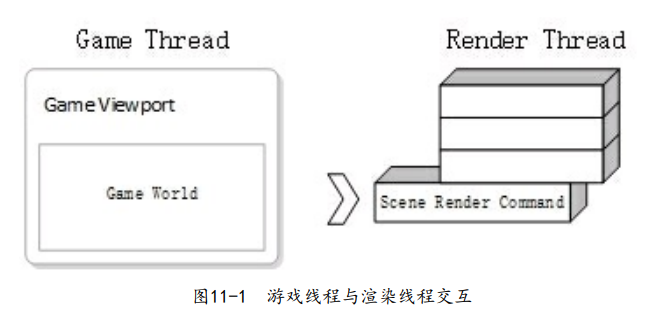 Game Thread
Render Thread
Game Viewport
Game World
Scene Render Command
图11-1 游戏线程与渲染线程交互